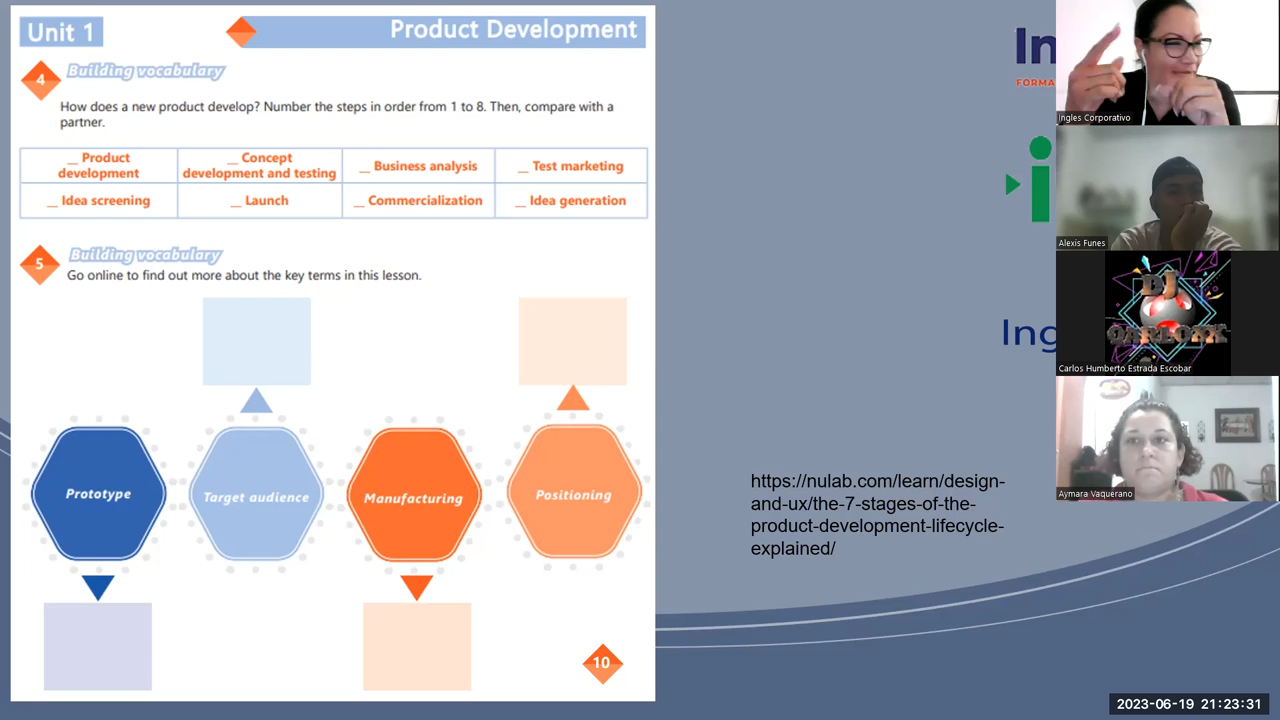 Unit 1
Product Development
4
Building vocabulary
How does a new product develop? Number the steps in order from 1 to 8. Then, compare with a
partner.
__ Product
development
__ Concept
development and testing
__ Business analysis
__ Test marketing
__ Idea screening
__ Launch
__ Commercialization
__ Idea generation
5
Building vocabulary
Go online to find out more about the key terms in this lesson.
Prototype
Target audience
Manufacturing
Positioning
10
https://nulab.com/learn/design-
and-ux/the-7-stages-of-the-
product-development-lifecycle-
explained/
In
FORMA
i
Ing
Ingles Corporativo
Alexis Funes
DJ
QARLOXX
Carlos Humberto Estrada Escobar
Aymara Vaquerano
2023-06-19 21:23:31